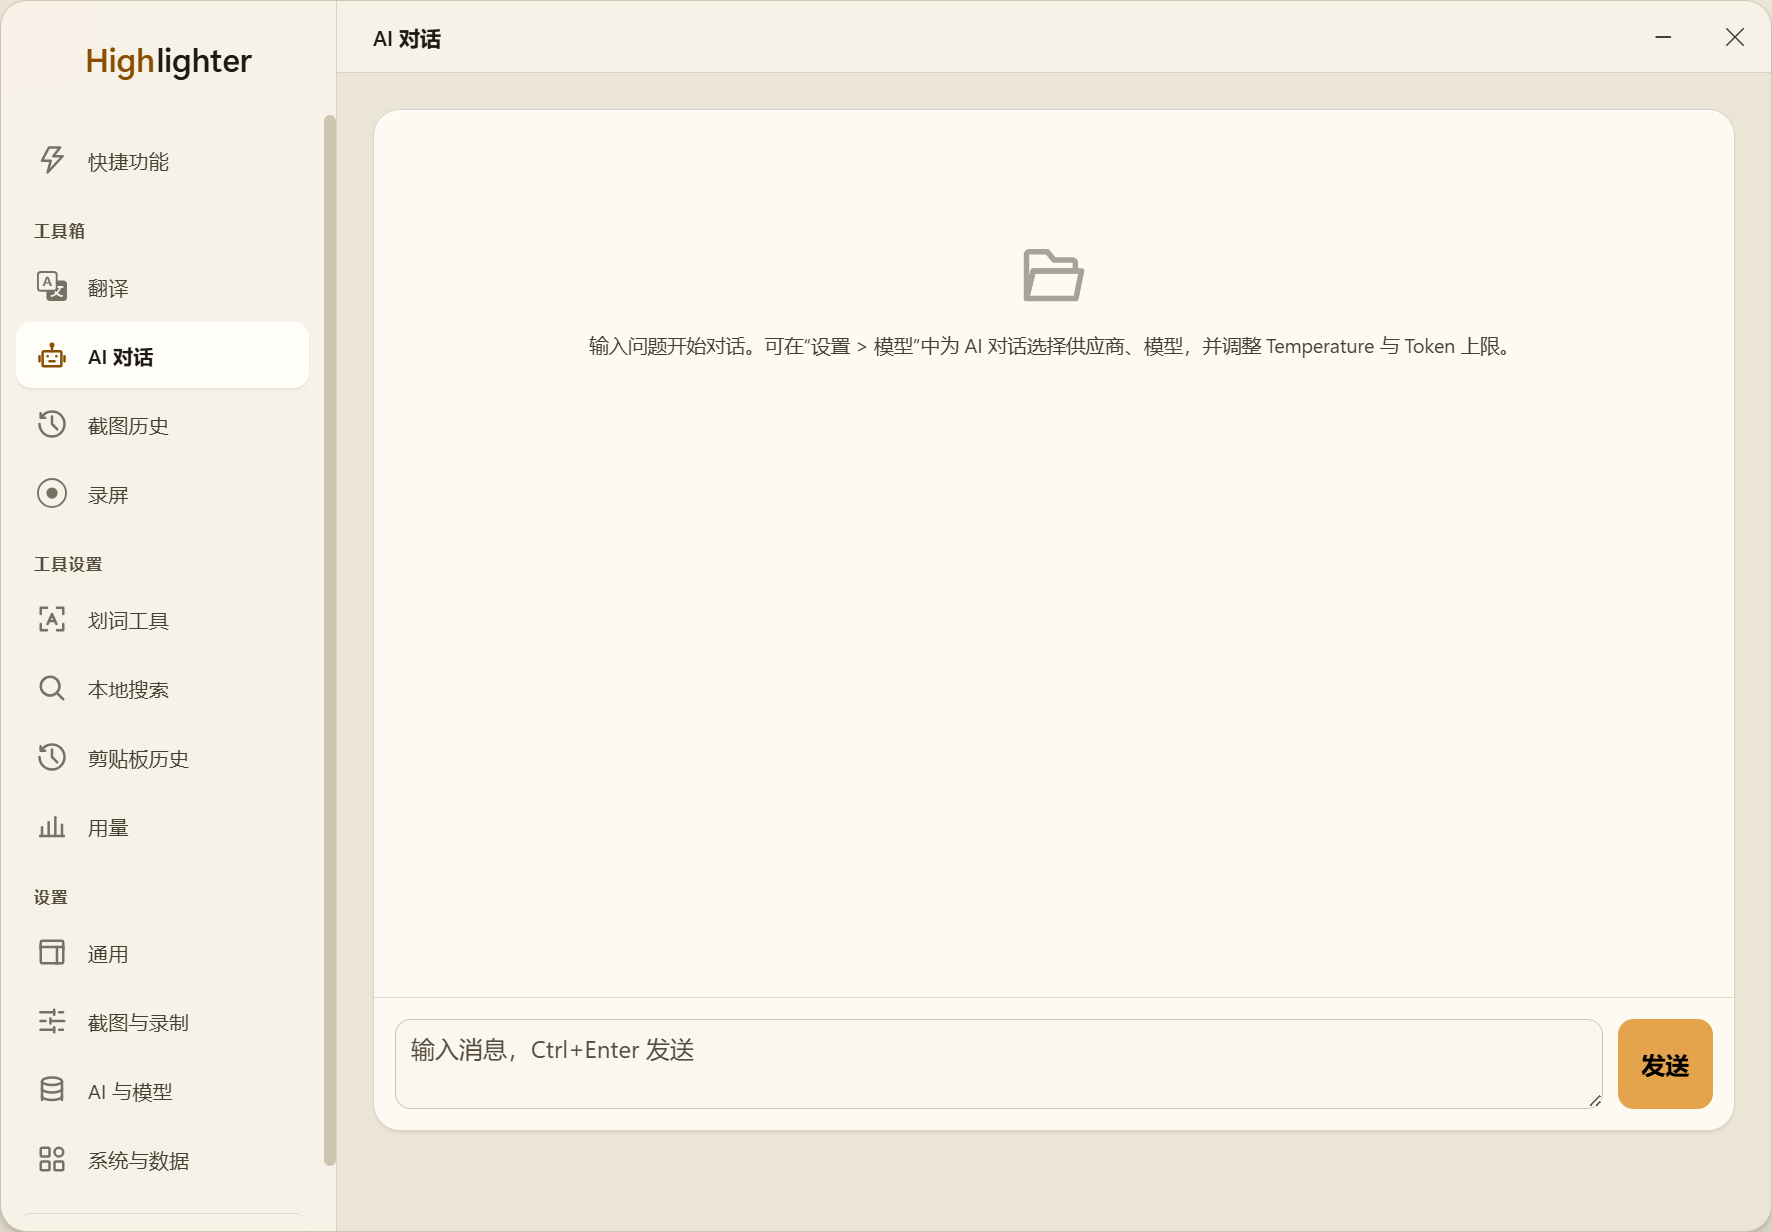 Highlighter
快捷功能
工具箱
翻译
AI 对话
截图历史
录屏
工具设置
划词工具
本地搜索
剪贴板历史
用量
设置
通用
截图与录制
AI 与模型
系统与数据
AI 对话
输入问题开始对话。可在“设置 > 模型”中为 AI 对话选择供应商、模型，并调整 Temperature 与 Token 上限。
输入消息，Ctrl+Enter 发送
发送